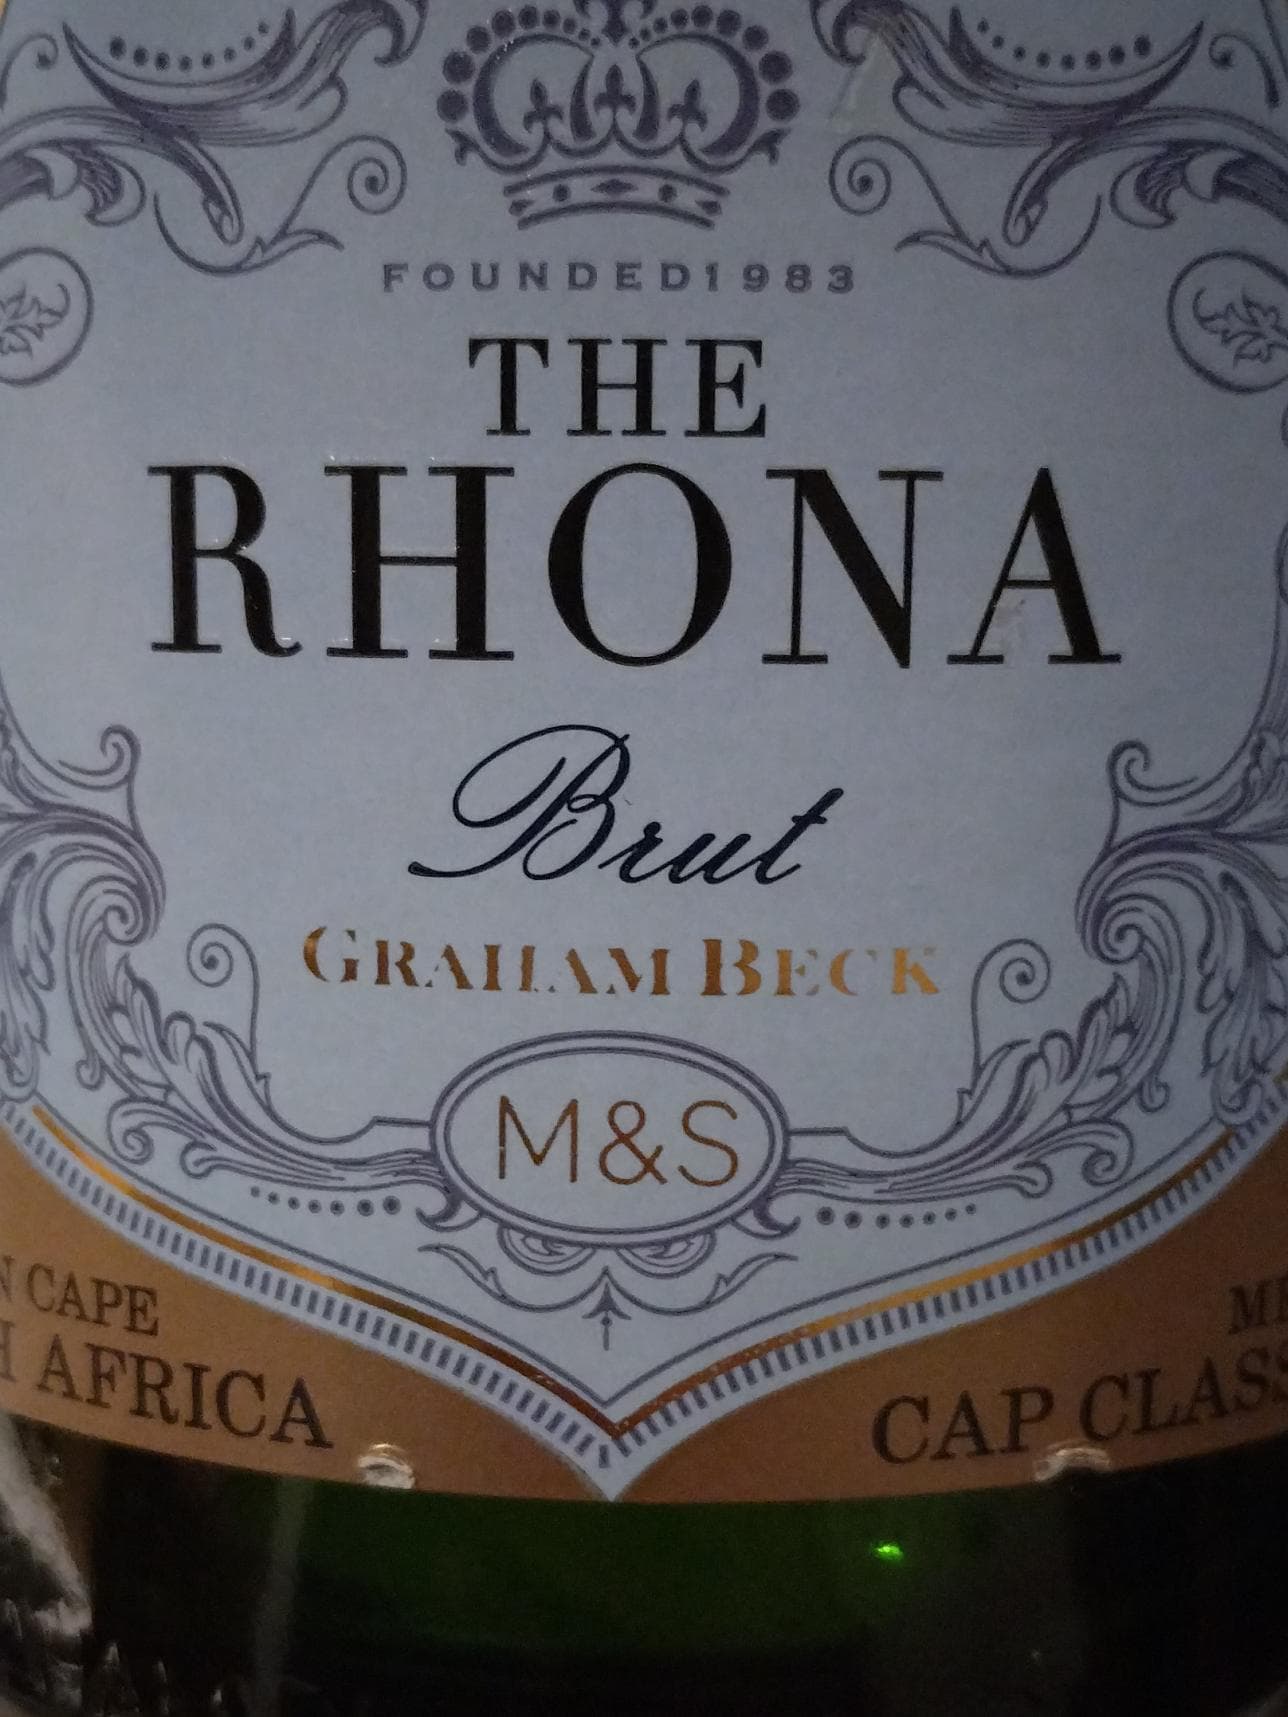 FOUNDED1983
THE
RHONA
Brut
GRAHAM BECK
M&S
CAPE
AFRICA
CAP